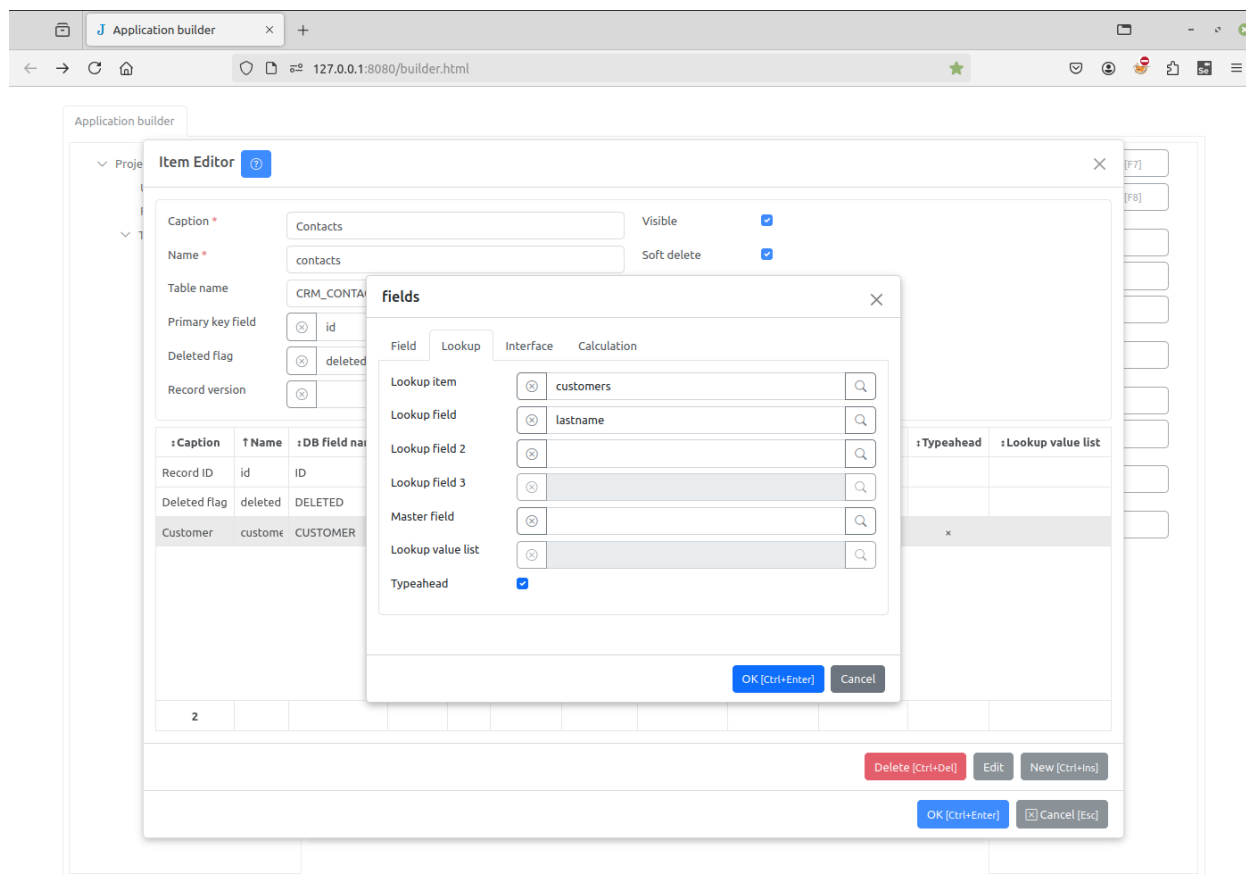 J Application builder × +
127.0.0.1:8080/builder.html
Application builder
Proje
Item Editor
[F7]
[F8]
Caption *
Contacts
Visible
Name *
contacts
Soft delete
Table name
CRM_CONTA
Primary key field
id
Deleted flag
deleted
Record version
fields
Field Lookup Interface Calculation
Lookup item
customers
Lookup field
lastname
Lookup field 2
Lookup field 3
Master field
Lookup value list
Typeahead
OK [Ctrl+Enter] Cancel
Caption Name DB field nar Typeahead Lookup value list
Record ID id ID
Deleted flag deleted DELETED
Customer custome CUSTOMER ×
2
Delete [Ctrl+Del] Edit New [Ctrl+Ins]
OK [Ctrl+Enter] Cancel [Esc]